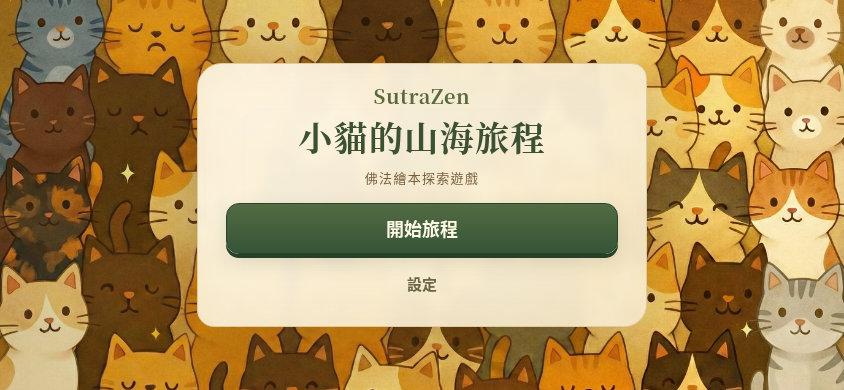 SutraZen
小貓的山海旅程
佛法繪本探索遊戲
開始旅程
設定